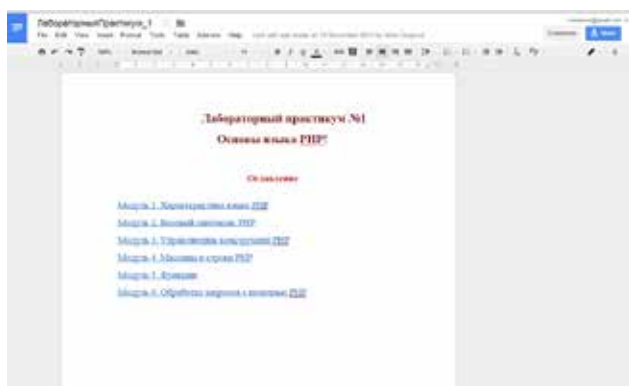 ЛабораторныйПрактикум_1
File Edit View Insert Format Tools Table Add-ons Help
Comments Share
Лабораторный практикум №1
Основы языка PHP
Оглавление
Модуль 1. Характеристика языка PHP
Модуль 2. Базовый синтаксис PHP
Модуль 3. Управляющие конструкции PHP
Модуль 4. Массивы и строки PHP
Модуль 5. Функции
Модуль 6. Обработка запросов с помощью PHP